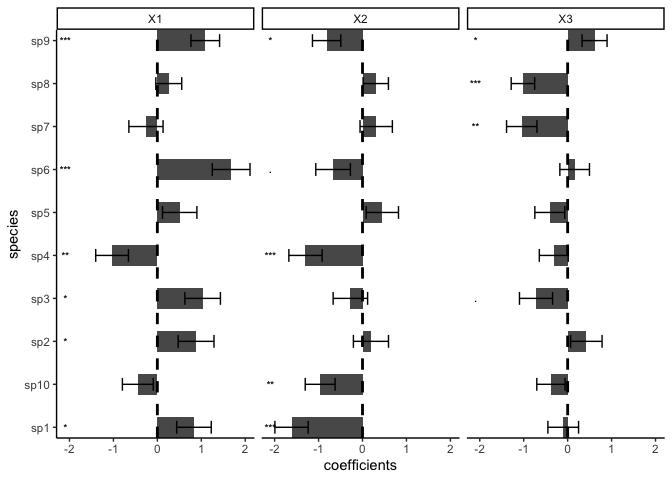 X1 X2 X3
sp9 *** * *
sp8 ***
sp7 **
sp6 *** .
sp5
sp4 ** ***
sp3 * .
sp2 *
sp10 **
sp1 * ***
-2 -1 0 1 2 -2 -1 0 1 2 -2 -1 0 1 2
coefficients
species